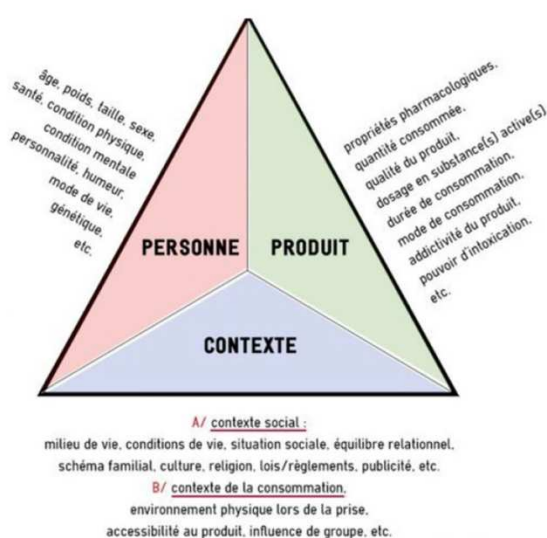 âge, poids, taille, sexe,
santé, condition physique,
condition mentale
personnalité, humeur,
mode de vie,
génétique,
etc.
propriétés pharmacologiques,
quantité consommée,
qualité du produit,
dosage en substance(s) active(s)
durée de consommation,
mode de consommation,
addictivité du produit,
pouvoir d'intoxication,
etc.
PERSONNE
PRODUIT
CONTEXTE
A/ contexte social :
milieu de vie, conditions de vie, situation sociale, équilibre relationnel,
schéma familial, culture, religion, lois/règlements, publicité, etc.
B/ contexte de la consommation,
environnement physique lors de la prise,
accessibilité au produit, influence de groupe, etc.